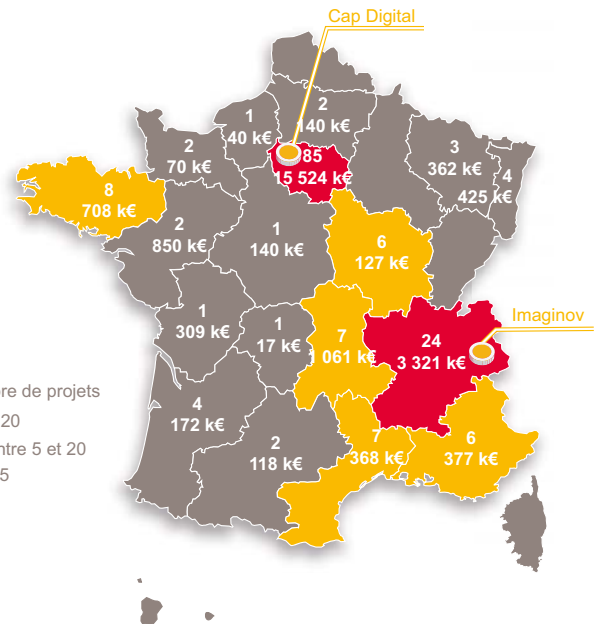 Cap Digital
2
140 k€
1
40 k€
85
15 524 k€
2
70 k€
3
362 k€
4
425 k€
8
708 k€
2
850 k€
1
140 k€
6
127 k€
Imaginov
1
309 k€
1
17 k€
7
1 061 k€
24
3 321 k€
de projets
20
5 et 20
5
4
172 k€
2
118 k€
7
368 k€
6
377 k€